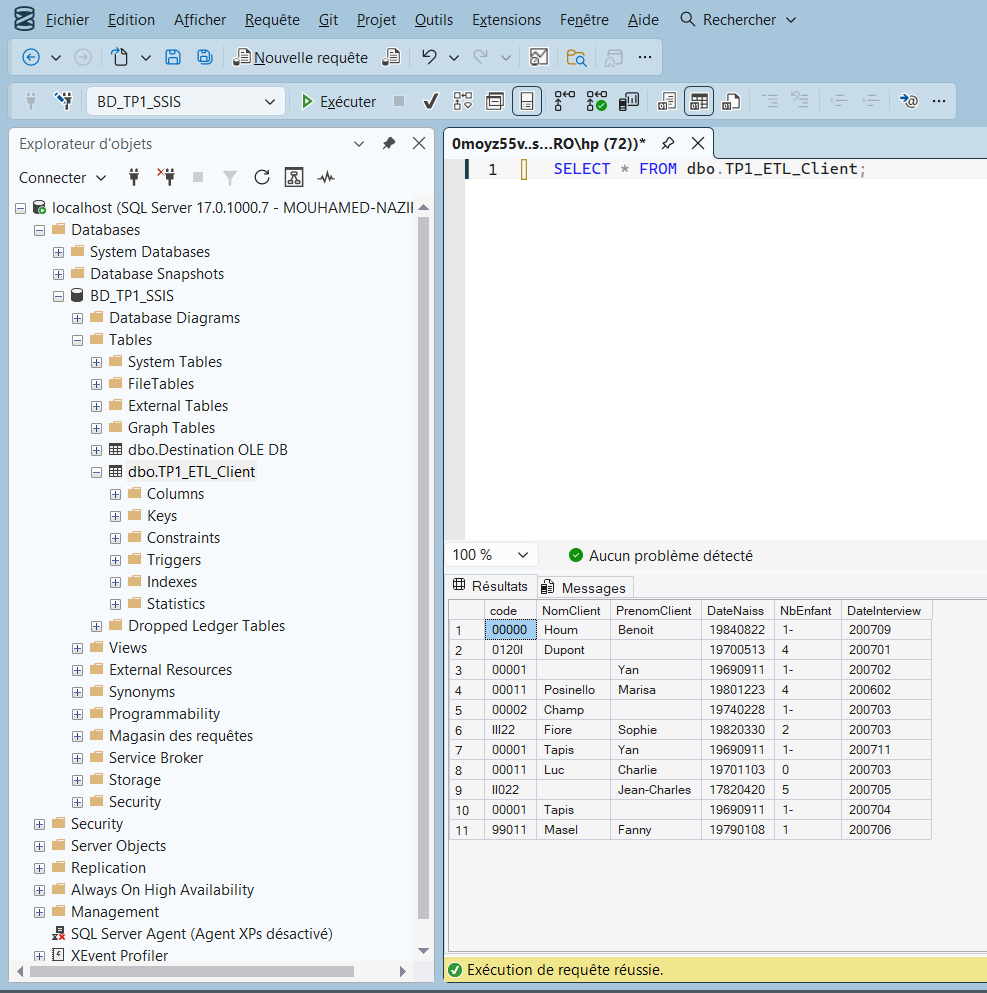 Fichier Edition Afficher Requête Git Projet Outils Extensions Fenêtre Aide Rechercher
Nouvelle requête
BD_TP1_SSIS Exécuter
Explorateur d'objets
Connecter
localhost (SQL Server 17.0.1000.7 - MOUHAMED-NAZIF
Databases
System Databases
Database Snapshots
BD_TP1_SSIS
Database Diagrams
Tables
System Tables
FileTables
External Tables
Graph Tables
dbo.Destination OLE DB
dbo.TP1_ETL_Client
Columns
Keys
Constraints
Triggers
Indexes
Statistics
Dropped Ledger Tables
Views
External Resources
Synonyms
Programmability
Magasin des requêtes
Service Broker
Storage
Security
Security
Server Objects
Replication
Always On High Availability
Management
SQL Server Agent (Agent XPs désactivé)
XEvent Profiler
0moyz55v..s...RO\hp (72))*
1 SELECT * FROM dbo.TP1_ETL_Client;
100 % Aucun problème détecté
Résultats Messages
code NomClient PrenomClient DateNaiss NbEnfant DateInterview
1 00000 Houm Benoit 19840822 1- 200709
2 0120I Dupont 19700513 4 200701
3 00001 Yan 19690911 1- 200702
4 00011 Posinello Marisa 19801223 4 200602
5 00002 Champ 19740228 1- 200703
6 III22 Fiore Sophie 19820330 2 200703
7 00001 Tapis Yan 19690911 1- 200711
8 00011 Luc Charlie 19701103 0 200703
9 II022 Jean-Charles 17820420 5 200705
10 00001 Tapis 19690911 1- 200704
11 99011 Masel Fanny 19790108 1 200706
Exécution de requête réussie.